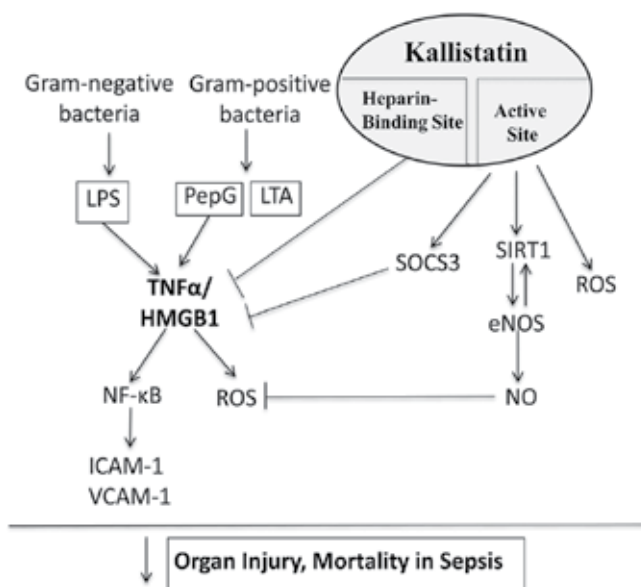 Kallistatin
Heparin-
Binding Site
Active
Site
Gram-negative
bacteria
Gram-positive
bacteria
LPS
PepG
LTA
TNFα/
HMGB1
SOCS3
SIRT1
ROS
eNOS
NF-κB
ROS
NO
ICAM-1
VCAM-1
Organ Injury, Mortality in Sepsis